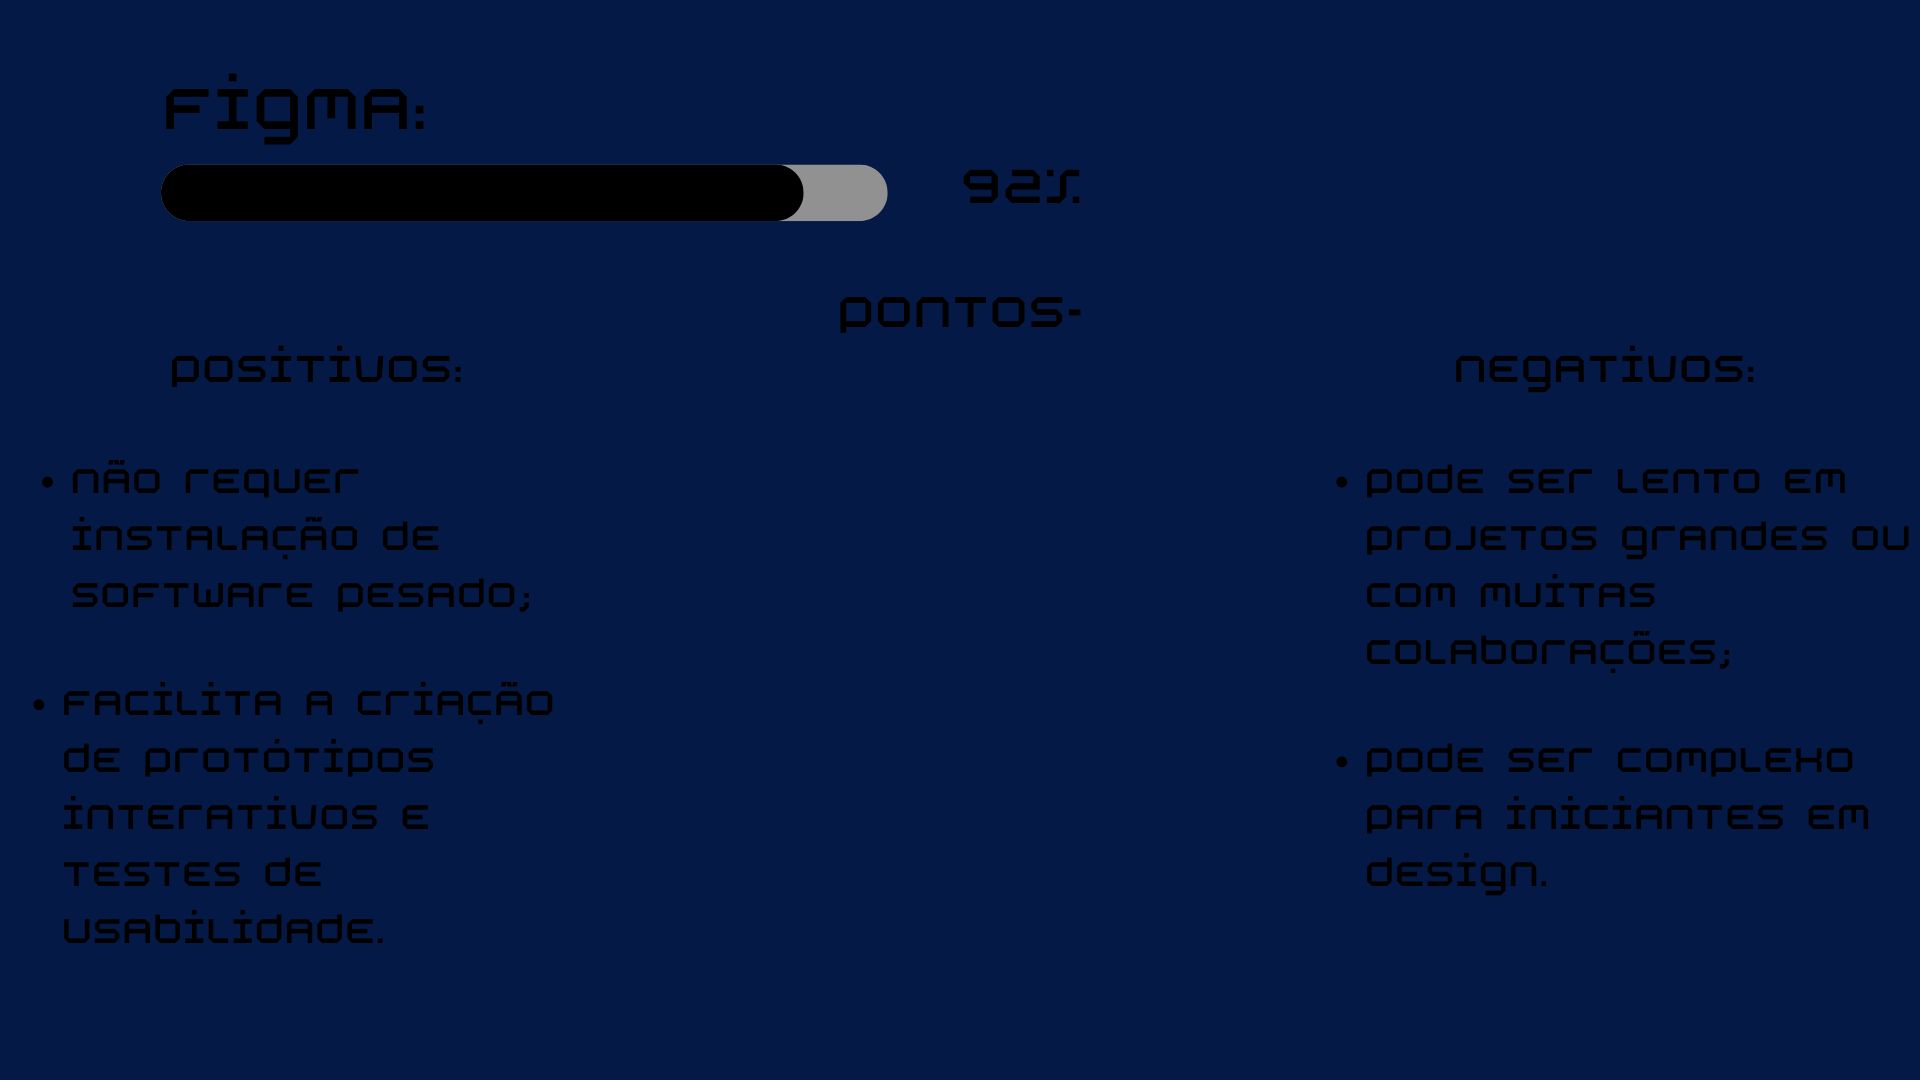 Figma:
92%
Pontos-
Positivos:
Negativos:
• Não requer
instalação de
software pesado;
• Facilita a criação
de protótipos
interativos e
testes de
usabilidade.
• Pode ser lento em
projetos grandes ou
com muitas
colaborações;
• Pode ser complexo
para iniciantes em
design.